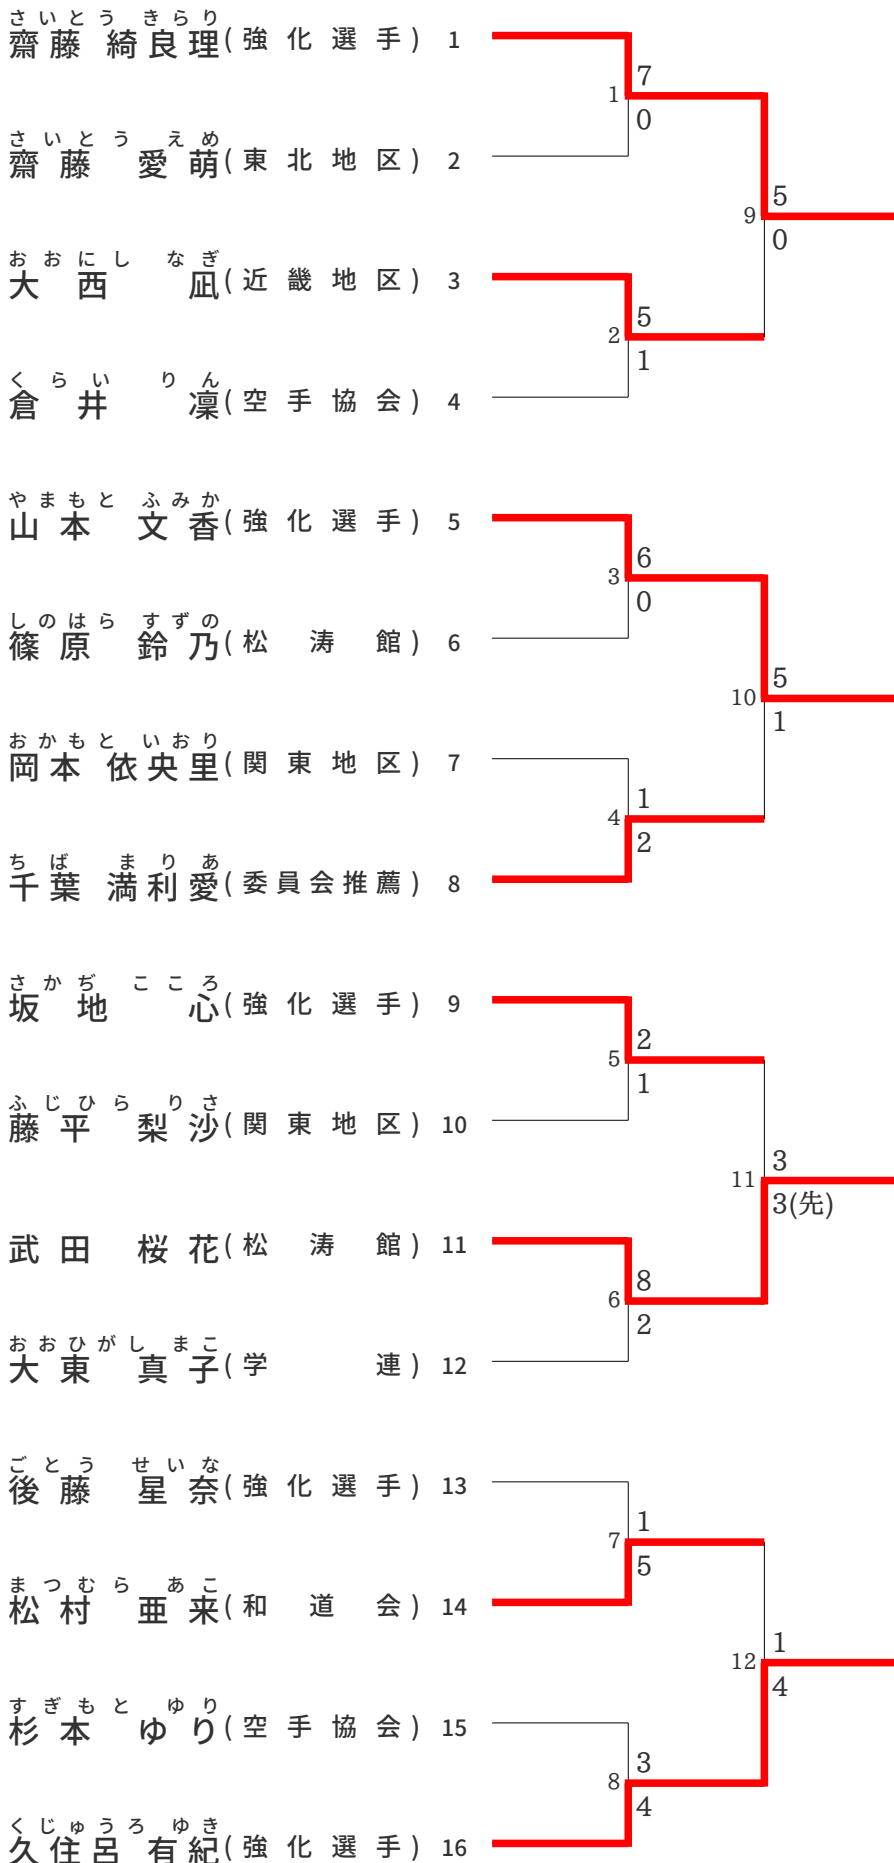 さいとう きらり
齋藤 綺良理(強化選手) 1
7
1
0
さいとう えめ
齋藤 愛萌(東北地区) 2
5
9
0
おおにし なぎ
大西 凪(近畿地区) 3
5
2
1
くらい りん
倉井 凜(空手協会) 4
やまもと ふみか
山本 文香(強化選手) 5
6
3
0
しのはら すずの
篠原 鈴乃(松涛館) 6
5
10
1
おかもと いおり
岡本 依央里(関東地区) 7
1
4
2
ちば まりあ
千葉 満利愛(委員会推薦) 8
さかぢ こころ
坂地 心(強化選手) 9
2
5
1
ふじひら りさ
藤平 梨沙(関東地区) 10
3
11
3(先)
武田 桜花(松涛館) 11
8
6
2
おおひがし まこ
大東 真子(学連) 12
ごとう せいな
後藤 星奈(強化選手) 13
1
7
5
まつむら あこ
松村 亜来(和道会) 14
1
12
4
すぎもと ゆり
杉本 ゆり(空手協会) 15
3
8
4
くじゅうろ ゆき
久住呂 有紀(強化選手) 16